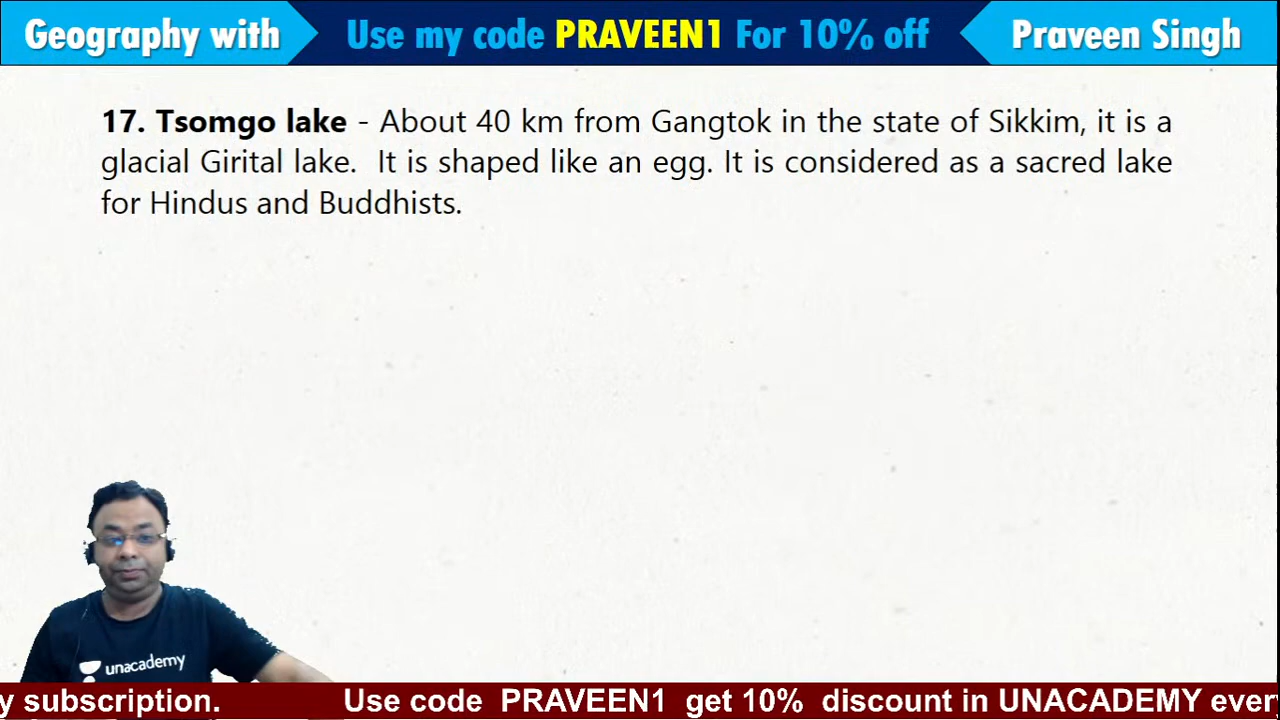 Geography with
Use my code PRAVEEN1 For 10% off
Praveen Singh
17. Tsomgo lake - About 40 km from Gangtok in the state of Sikkim, it is a
glacial Girital lake. It is shaped like an egg. It is considered as a sacred lake
for Hindus and Buddhists.
unacademy
y subscription. Use code PRAVEEN1 get 10% discount in UNACADEMY ever